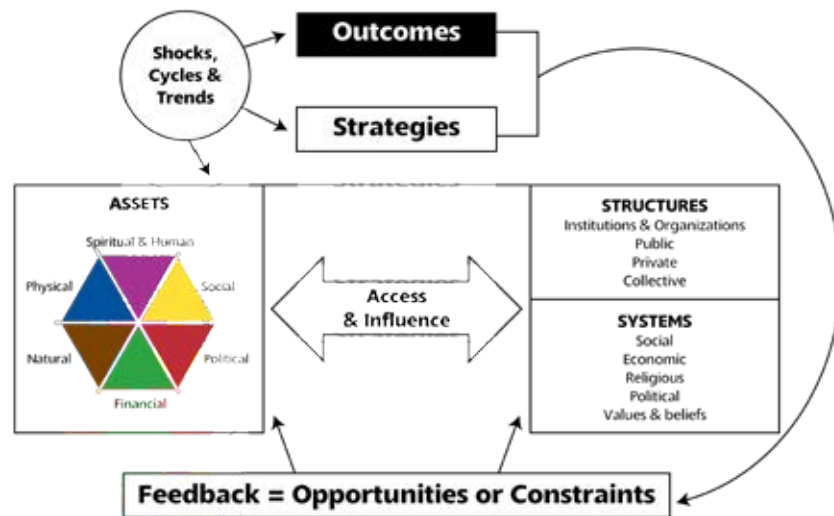 Outcomes
Shocks,
Cycles &
Trends
Strategies
Strategies
ASSETS
Spiritual & Human
Physical
Social
Natural
Political
Financial
Access
& Influence
STRUCTURES
Institutions & Organizations
Public
Private
Collective
SYSTEMS
Social
Economic
Religious
Political
Values & beliefs
Feedback = Opportunities or Constraints